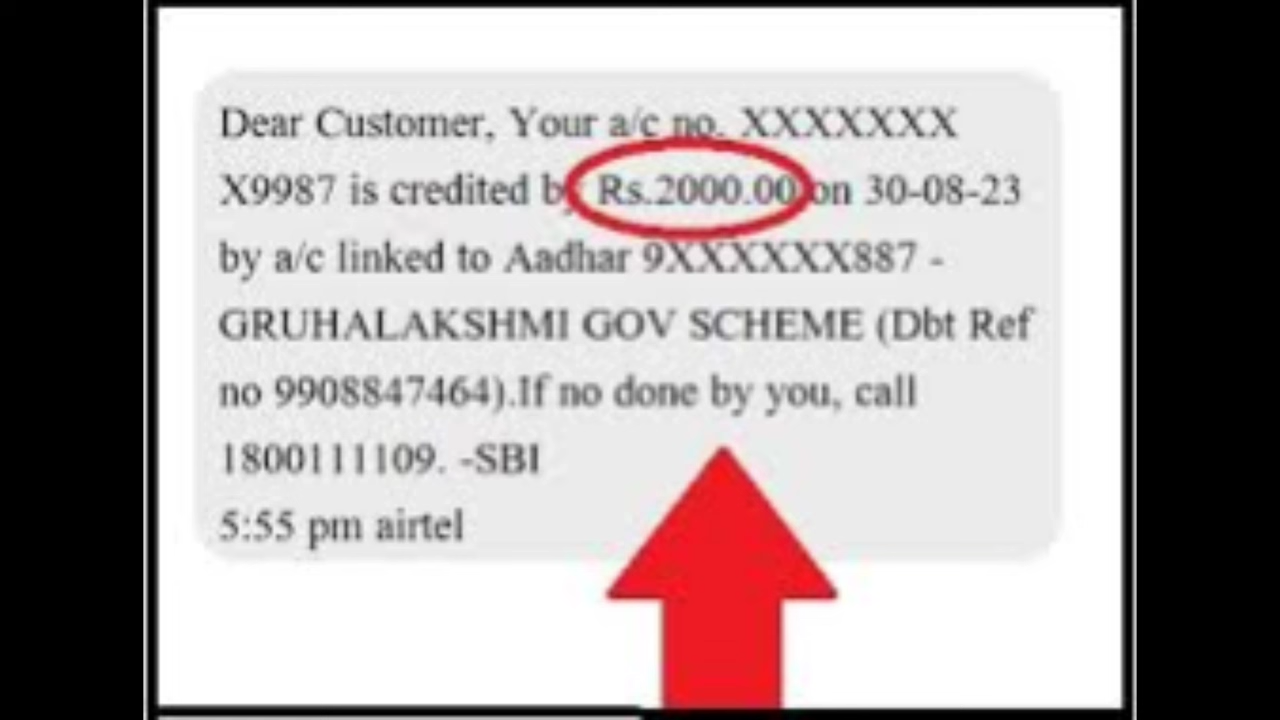 Dear Customer, Your a/c no. XXXXXXX
X9987 is credited by Rs.2000.00 on 30-08-23
by a/c linked to Aadhar 9XXXXXX887 -
GRUHALAKSHMI GOV SCHEME (Dbt Ref
no 9908847464).If no done by you, call
1800111109. -SBI
5:55 pm airtel